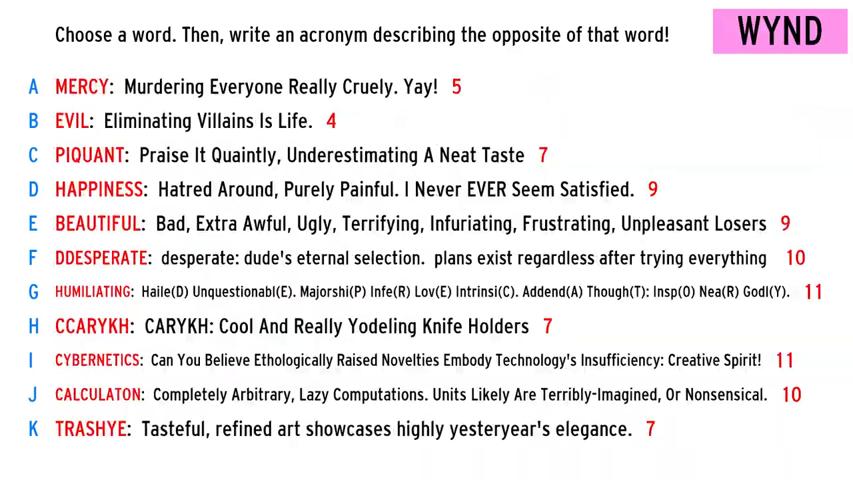 Choose a word. Then, write an acronym describing the opposite of that word!
WYND
A MERCY: Murdering Everyone Really Cruely. Yay! 5
B EVIL: Eliminating Villains Is Life. 4
C PIQUANT: Praise It Quaintly, Underestimating A Neat Taste 7
D HAPPINESS: Hatred Around, Purely Painful. I Never EVER Seem Satisfied. 9
E BEAUTIFUL: Bad, Extra Awful, Ugly, Terrifying, Infuriating, Frustrating, Unpleasant Losers 9
F DDESPERATE: desperate: dude's eternal selection. plans exist regardless after trying everything 10
G HUMILIATING: Haile(D) Unquestionabl(E). Majorshi(P) Infe(R) Lov(E) Intrinsi(C). Addend(A) Though(T): Insp(O) Nea(R) Godl(Y). 11
H CCARYKH: CARYKH: Cool And Really Yodeling Knife Holders 7
I CYBERNETICS: Can You Believe Ethologically Raised Novelties Embody Technology's Insufficiency: Creative Spirit! 11
J CALCULATON: Completely Arbitrary, Lazy Computations. Units Likely Are Terribly-Imagined, Or Nonsensical. 10
K TRASHYE: Tasteful, refined art showcases highly yesteryear's elegance. 7